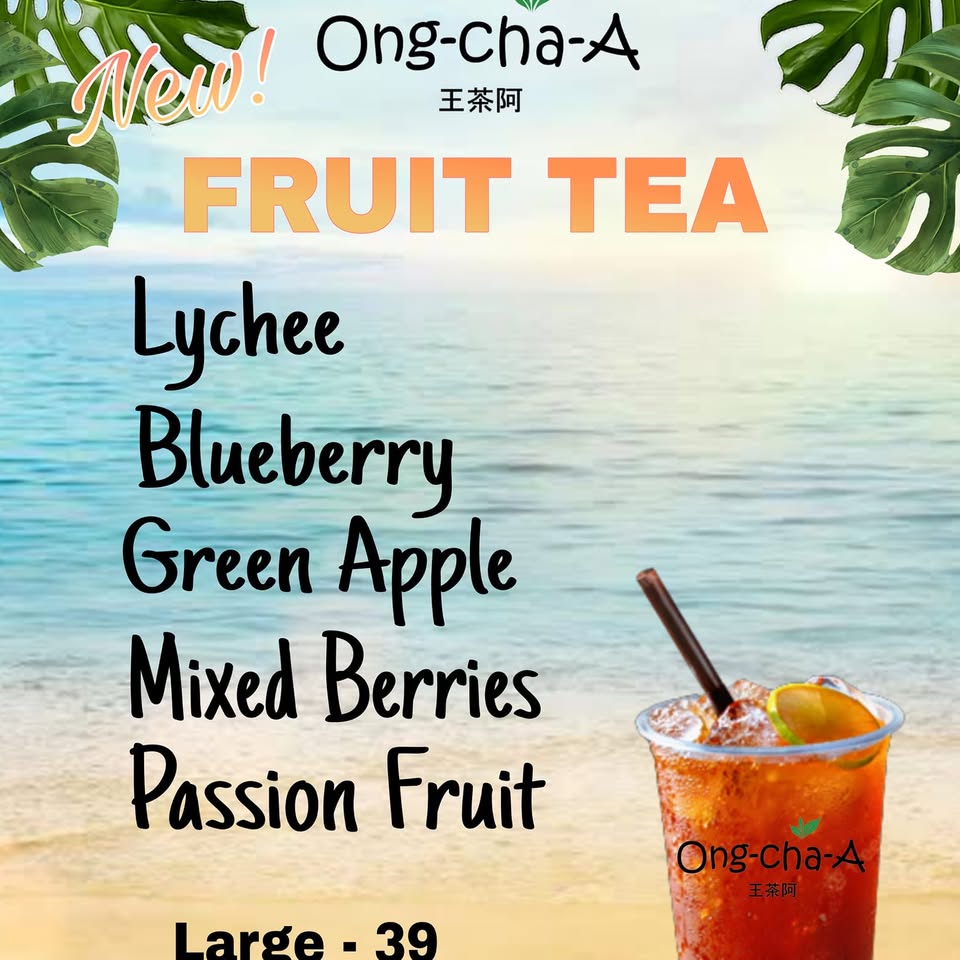 Ong-cha-A
王茶阿
New!
FRUIT TEA
Lychee
Blueberry
Green Apple
Mixed Berries
Passion Fruit
Large - 39
Ong-cha-A
王茶阿